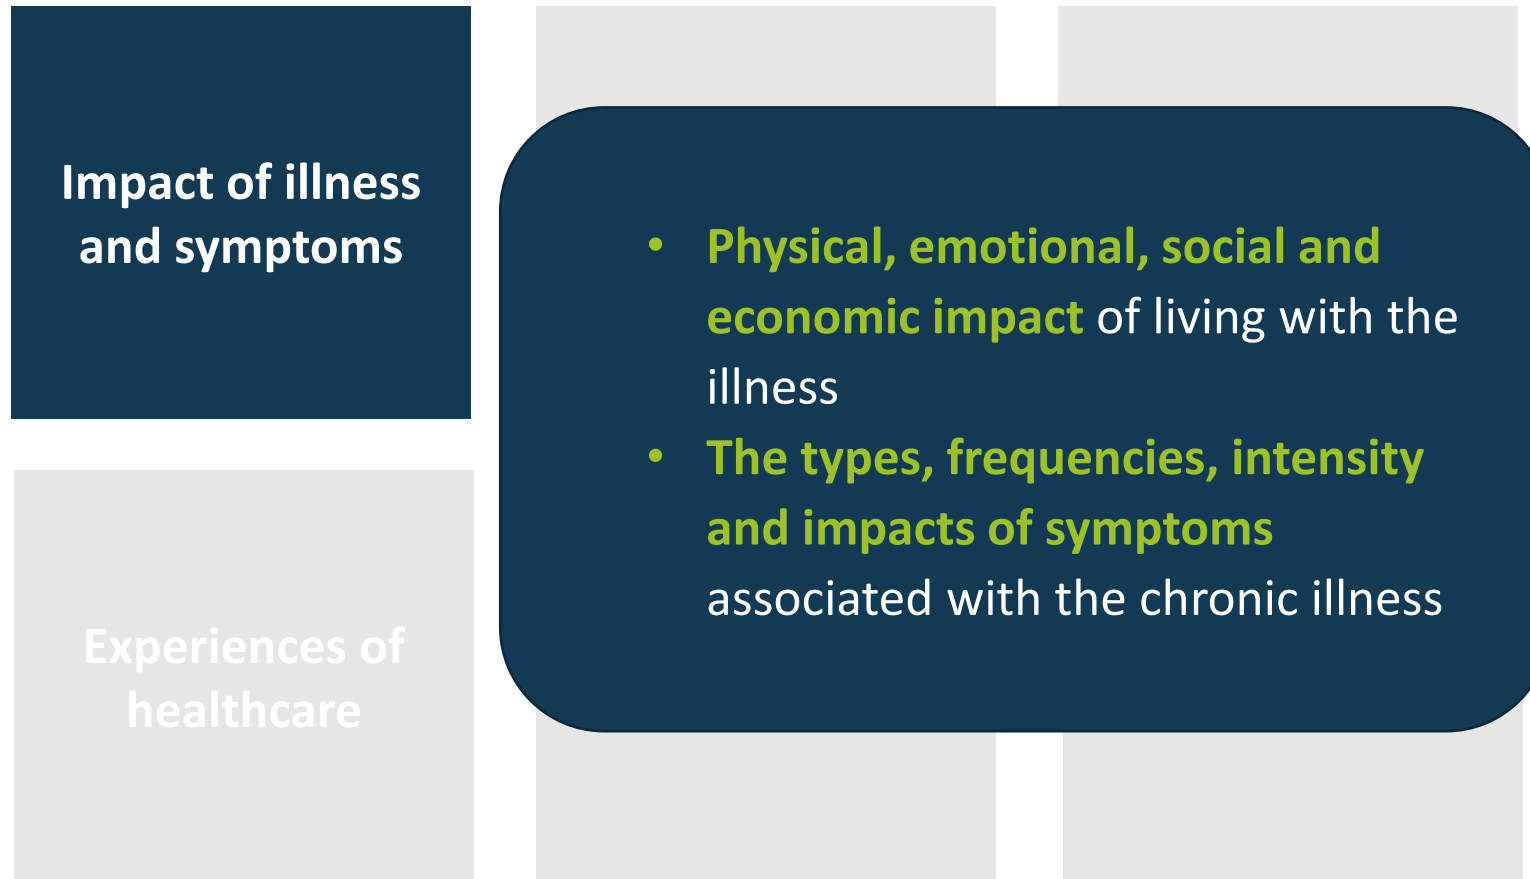 Impact of illness
and symptoms
• Physical, emotional, social and
economic impact of living with the
illness
• The types, frequencies, intensity
and impacts of symptoms
associated with the chronic illness
Experiences of
healthcare